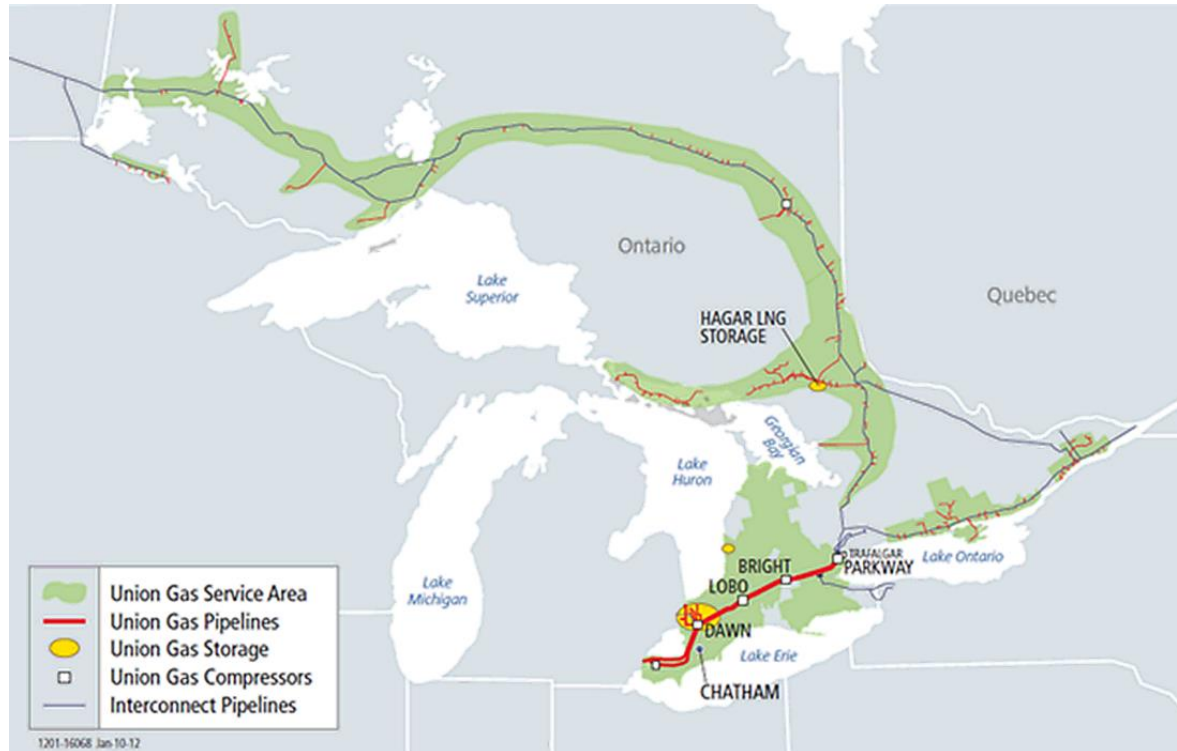 Ontario
Quebec
Lake
Superior
HAGAR LNG
STORAGE
Georgian
Bay
Lake
Huron
Lake
Michigan
TRAFALGAR
PARKWAY
Lake Ontario
BRIGHT
LOBO
DAWN
Lake Erie
CHATHAM
Union Gas Service Area
Union Gas Pipelines
Union Gas Storage
Union Gas Compressors
Interconnect Pipelines
1201-16068 Jan-10-12